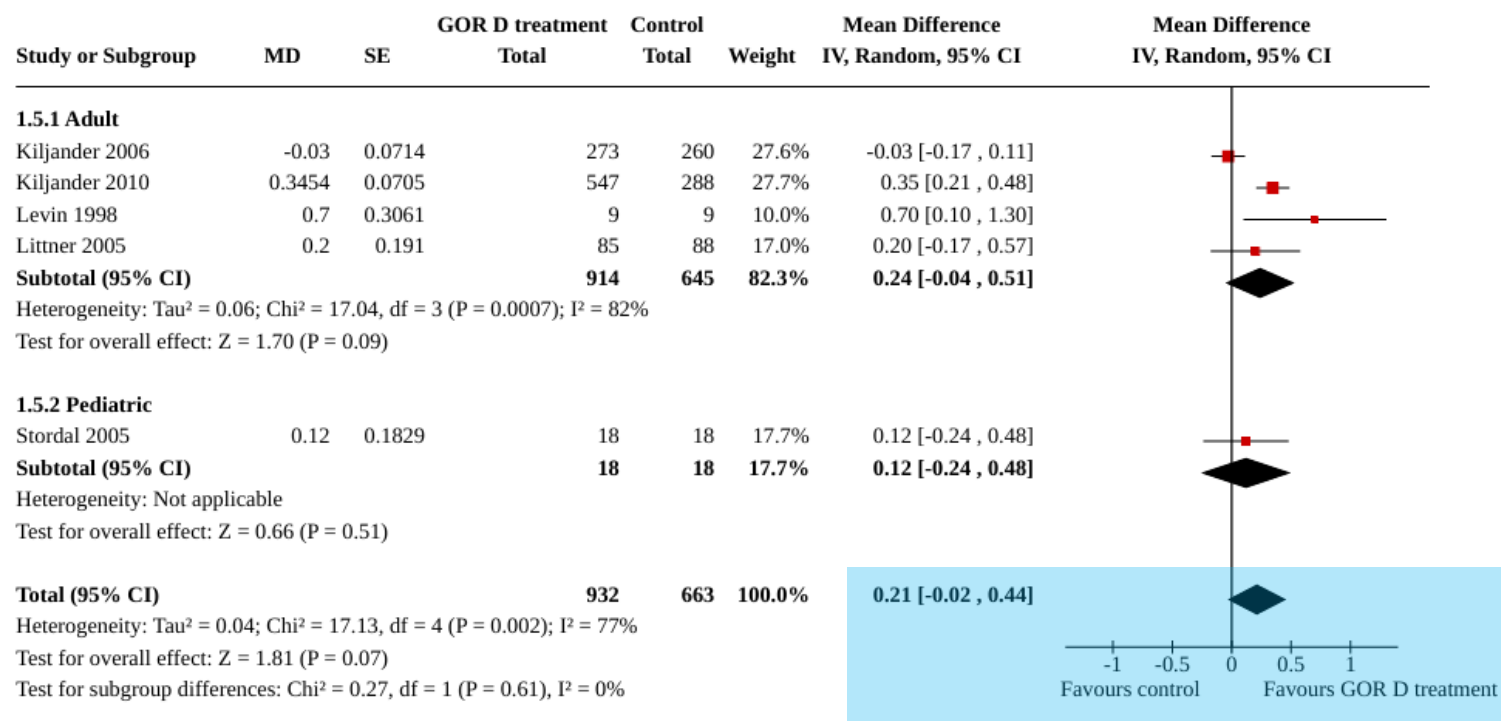 GOR D treatment Control Mean Difference Mean Difference
Study or Subgroup MD SE Total Total Weight IV, Random, 95% CI IV, Random, 95% CI
1.5.1 Adult
Kiljander 2006 -0.03 0.0714 273 260 27.6% -0.03 [-0.17 , 0.11]
Kiljander 2010 0.3454 0.0705 547 288 27.7% 0.35 [0.21 , 0.48]
Levin 1998 0.7 0.3061 9 9 10.0% 0.70 [0.10 , 1.30]
Littner 2005 0.2 0.191 85 88 17.0% 0.20 [-0.17 , 0.57]
Subtotal (95% CI) 914 645 82.3% 0.24 [-0.04 , 0.51]
Heterogeneity: Tau² = 0.06; Chi² = 17.04, df = 3 (P = 0.0007); I² = 82%
Test for overall effect: Z = 1.70 (P = 0.09)
1.5.2 Pediatric
Stordal 2005 0.12 0.1829 18 18 17.7% 0.12 [-0.24 , 0.48]
Subtotal (95% CI) 18 18 17.7% 0.12 [-0.24 , 0.48]
Heterogeneity: Not applicable
Test for overall effect: Z = 0.66 (P = 0.51)
Total (95% CI) 932 663 100.0% 0.21 [-0.02 , 0.44]
Heterogeneity: Tau² = 0.04; Chi² = 17.13, df = 4 (P = 0.002); I² = 77%
Test for overall effect: Z = 1.81 (P = 0.07) -1 -0.5 0 0.5 1
Test for subgroup differences: Chi² = 0.27, df = 1 (P = 0.61), I² = 0% Favours control Favours GOR D treatment